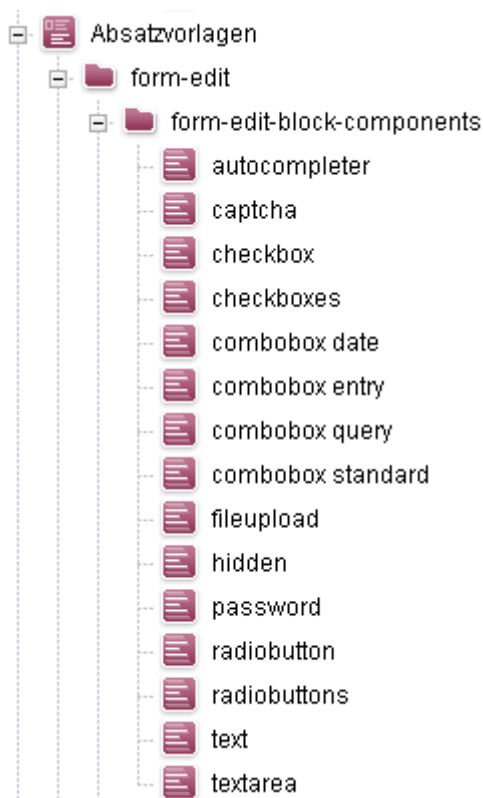 Absatzvorlagen
form-edit
form-edit-block-components
autocompleter
captcha
checkbox
checkboxes
combobox date
combobox entry
combobox query
combobox standard
fileupload
hidden
password
radiobutton
radiobuttons
text
textarea